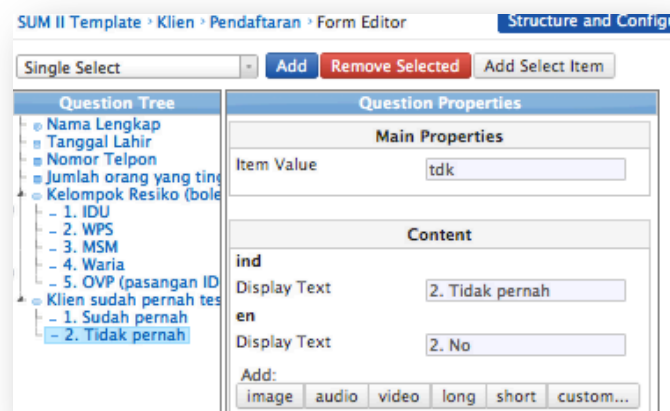 SUM II Template › Klien › Pendaftaran › Form Editor
Structure and Configu
Single Select
Add
Remove Selected
Add Select Item
Question Tree
Nama Lengkap
Tanggal Lahir
Nomor Telpon
Jumlah orang yang ting
Kelompok Resiko (bole
1. IDU
2. WPS
3. MSM
4. Waria
5. OVP (pasangan ID
Klien sudah pernah tes
1. Sudah pernah
2. Tidak pernah
Question Properties
Main Properties
Item Value tdk
Content
ind
Display Text 2. Tidak pernah
en
Display Text 2. No
Add:
image audio video long short custom...